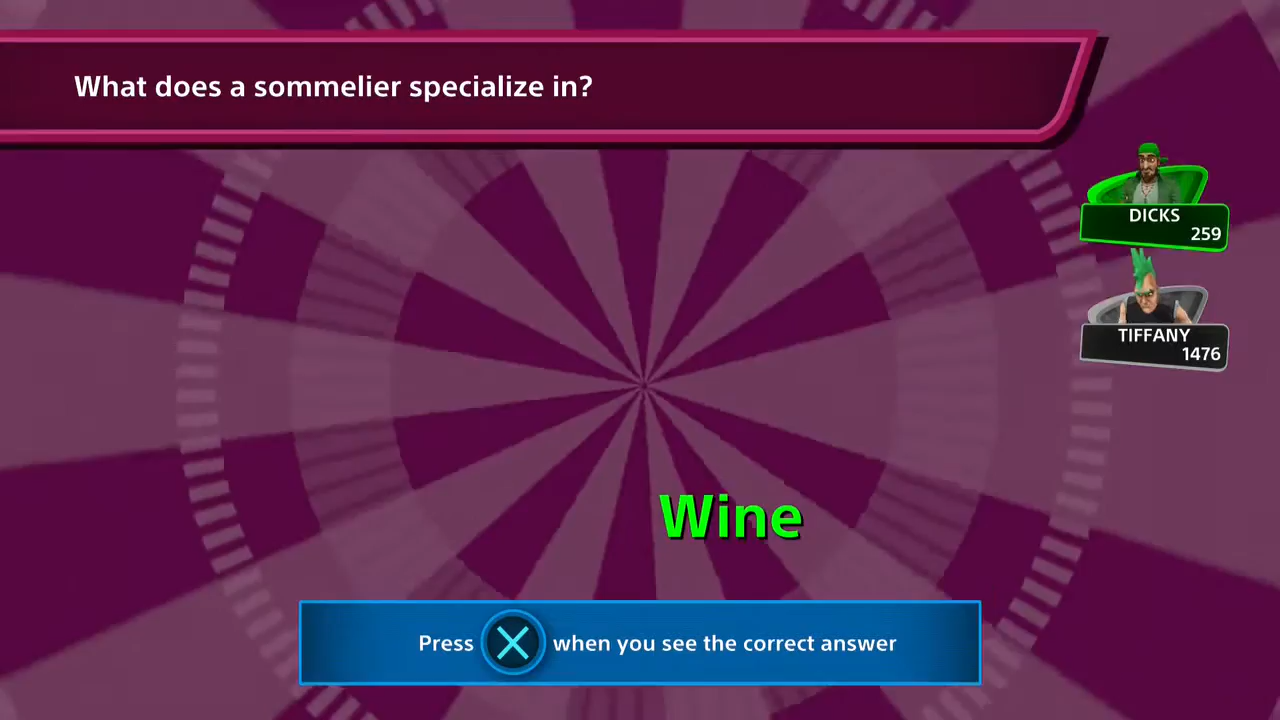 What does a sommelier specialize in?
DICKS
259
TIFFANY
1476
Wine
Press X when you see the correct answer